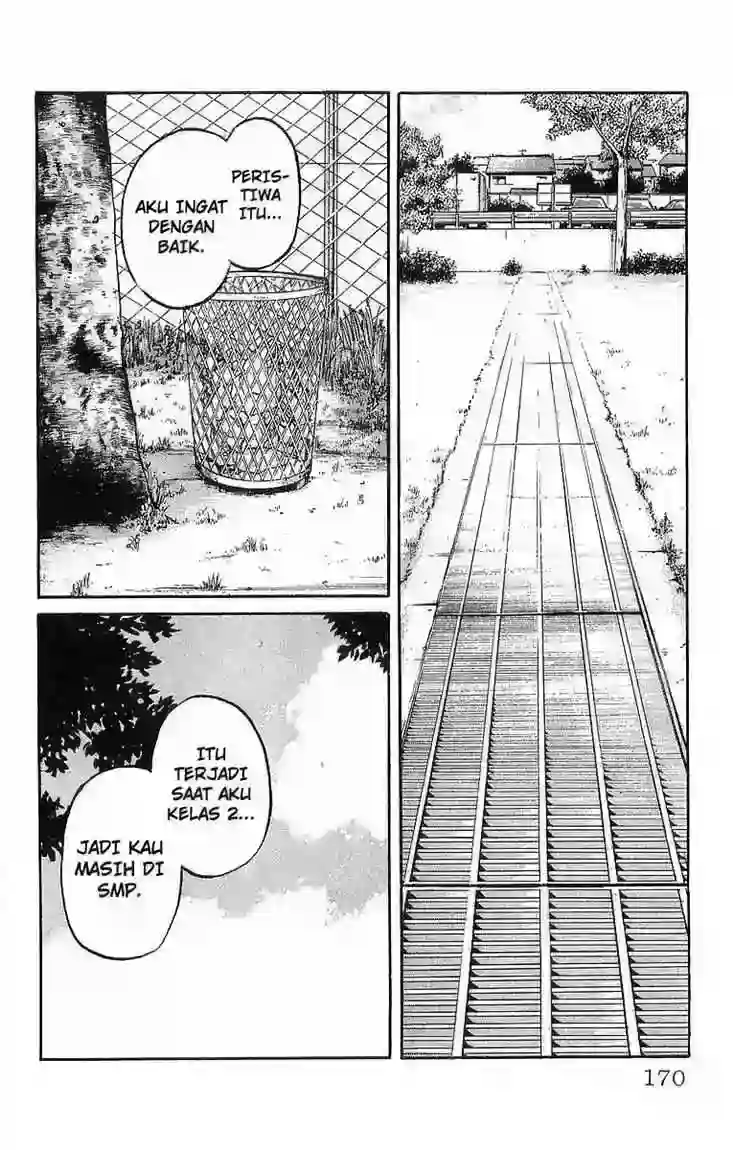 PERIS-
TIWA
ITU...
AKU INGAT
DENGAN
BAIK.
ITU
TERJADI
SAAT AKU
KELAS 2...
JADI KAU
MASIH DI
SMP.
170